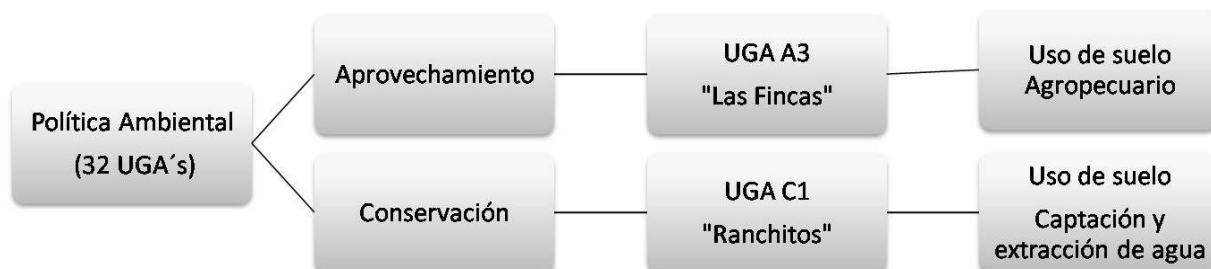 Política Ambiental
(32 UGA´s)
Aprovechamiento
UGA A3
"Las Fincas"
Uso de suelo
Agropecuario
Conservación
UGA C1
"Ranchitos"
Uso de suelo
Captación y
extracción de agua